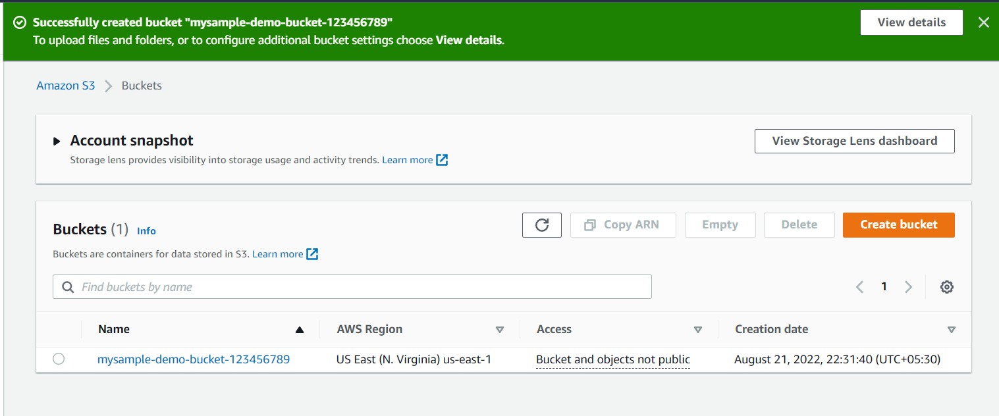 Successfully created bucket "mysample-demo-bucket-123456789"
View details
To upload files and folders, or to configure additional bucket settings choose View details.
Amazon S3 Buckets
Account snapshot
View Storage Lens dashboard
Storage lens provides visibility into storage usage and activity trends. Learn more
Buckets (1) Info
Copy ARN Empty Delete Create bucket
Buckets are containers for data stored in S3. Learn more
Find buckets by name
1
Name AWS Region Access Creation date
mysample-demo-bucket-123456789 US East (N. Virginia) us-east-1 Bucket and objects not public August 21, 2022, 22:31:40 (UTC+05:30)